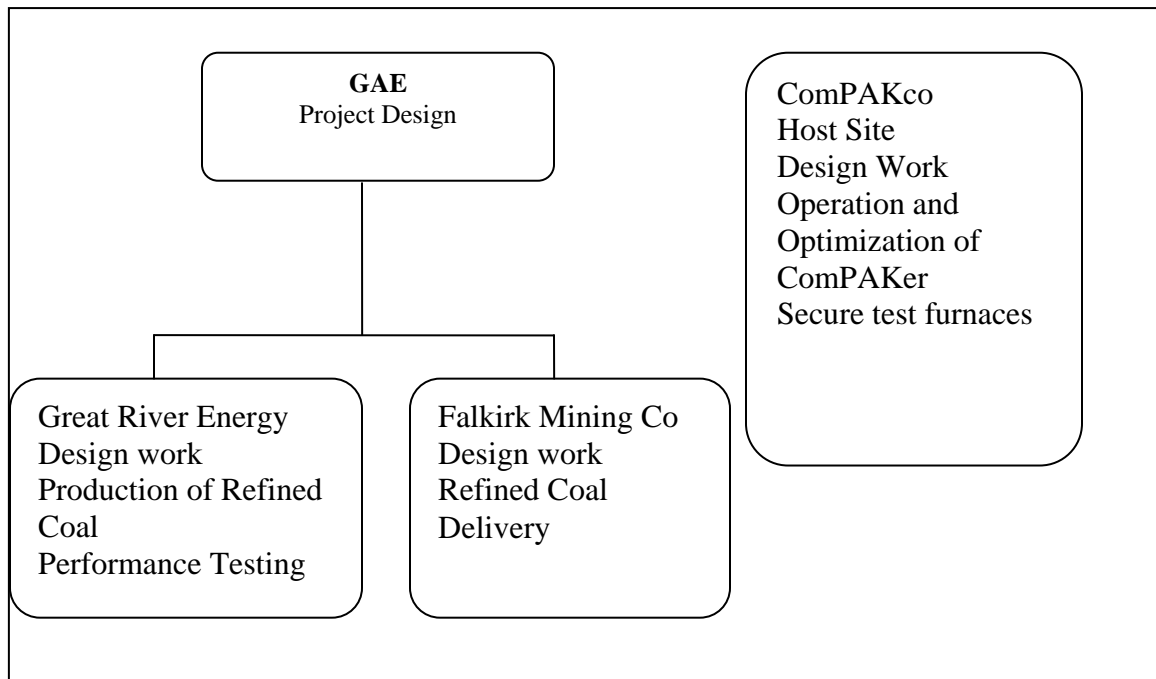 GAE
Project Design
ComPAKco
Host Site
Design Work
Operation and
Optimization of
ComPAKer
Secure test furnaces
Great River Energy
Design work
Production of Refined
Coal
Performance Testing
Falkirk Mining Co
Design work
Refined Coal
Delivery